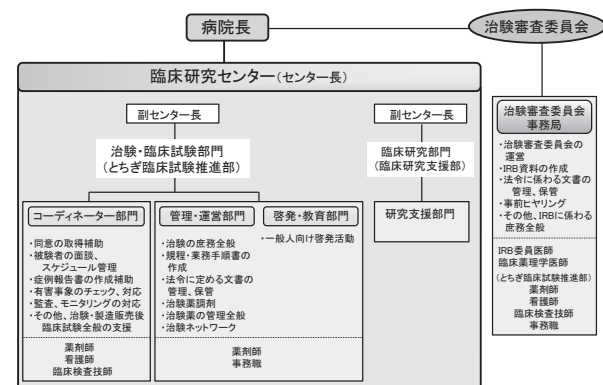 病院長
治験審査委員会
臨床研究センター(センター長)
副センター長
治験・臨床試験部門
(とちぎ臨床試験推進部)
副センター長
臨床研究部門
(臨床研究支援部)
コーディネーター部門
・同意の取得補助
・被験者の面談、
スケジュール管理
・症例報告書の作成補助
・有害事象のチェック、対応
・監査、モニタリングの対応
・その他、治験・製造販売後
臨床試験全般の支援
薬剤師
看護師
臨床検査技師
管理・運営部門
・治験の庶務全般
・規程・業務手順書の
作成
・法令に定める文書の
管理、保管
・治験薬調剤
・治験薬の管理全般
・治験ネットワーク
啓発・教育部門
・一般人向け啓発活動
薬剤師
事務職
研究支援部門
治験審査委員会
事務局
・治験審査委員会の
運営
・IRB資料の作成
・法令に係わる文書の
管理、保管
・事前ヒヤリング
・その他、IRBに係わる
庶務全般
IRB委員医師
臨床薬理学医師
(とちぎ臨床試験推進部)
薬剤師
看護師
臨床検査技師
事務職